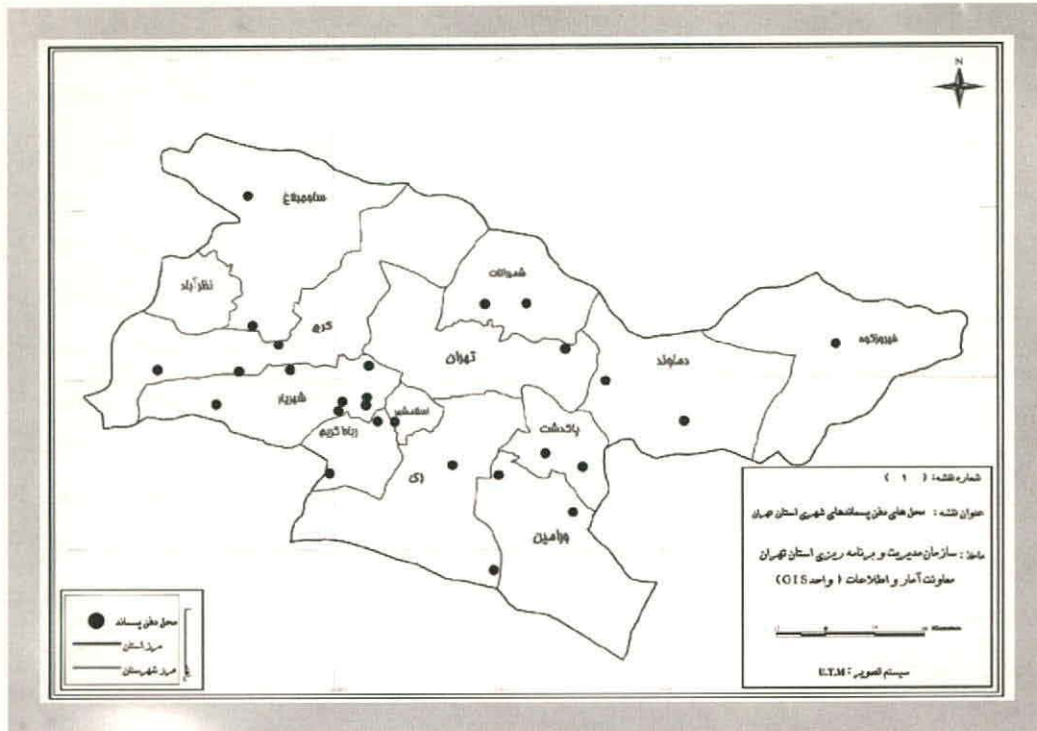 N
ساوجبلاغ
نظرآباد
کرج
شمیرانات
تهران
دماوند
فیروزکوه
شهریار
اسلامشهر
رباط کریم
ری
پاکدشت
ورامین
شماره نقشه : ( ۱ )
عنوان نقشه : محل های دفن پسماندهای شهری استان تهران
ماخذ : سازمان مدیریت و برنامه ریزی استان تهران
معاونت آمار و اطلاعات ( واحد GIS )
سیستم تصویر : U.T.M
محل دفن پسماند
مرز استان
مرز شهرستان